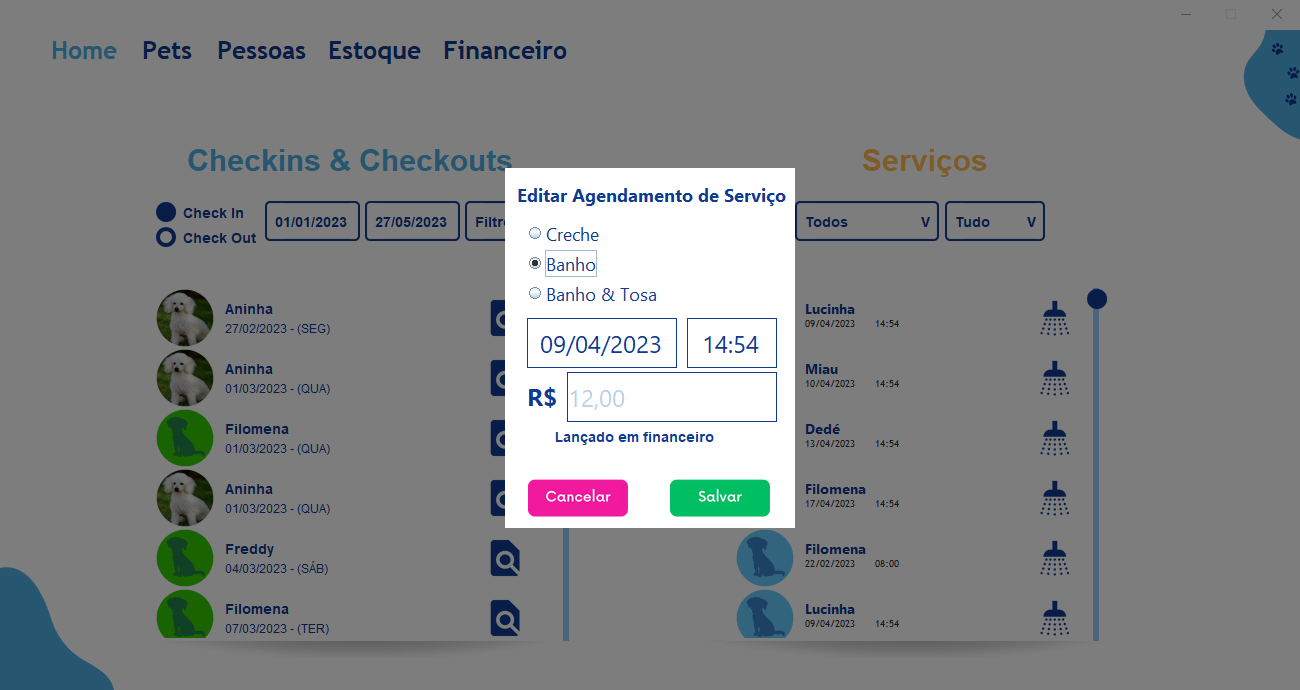 Home Pets Pessoas Estoque Financeiro
Checkins & Checkouts
Check In
Check Out
01/01/2023 27/05/2023 Filtr
Aninha
27/02/2023 - (SEG)
Aninha
01/03/2023 - (QUA)
Filomena
01/03/2023 - (QUA)
Aninha
01/03/2023 - (QUA)
Freddy
04/03/2023 - (SÁB)
Filomena
07/03/2023 - (TER)
Editar Agendamento de Serviço
Creche
Banho
Banho & Tosa
09/04/2023 14:54
R$ 12,00
Lançado em financeiro
Cancelar Salvar
Serviços
Todos V Tudo V
Lucinha
09/04/2023 14:54
Miau
10/04/2023 14:54
Dedé
13/04/2023 14:54
Filomena
17/04/2023 14:54
Filomena
22/02/2023 08:00
Lucinha
09/04/2023 14:54